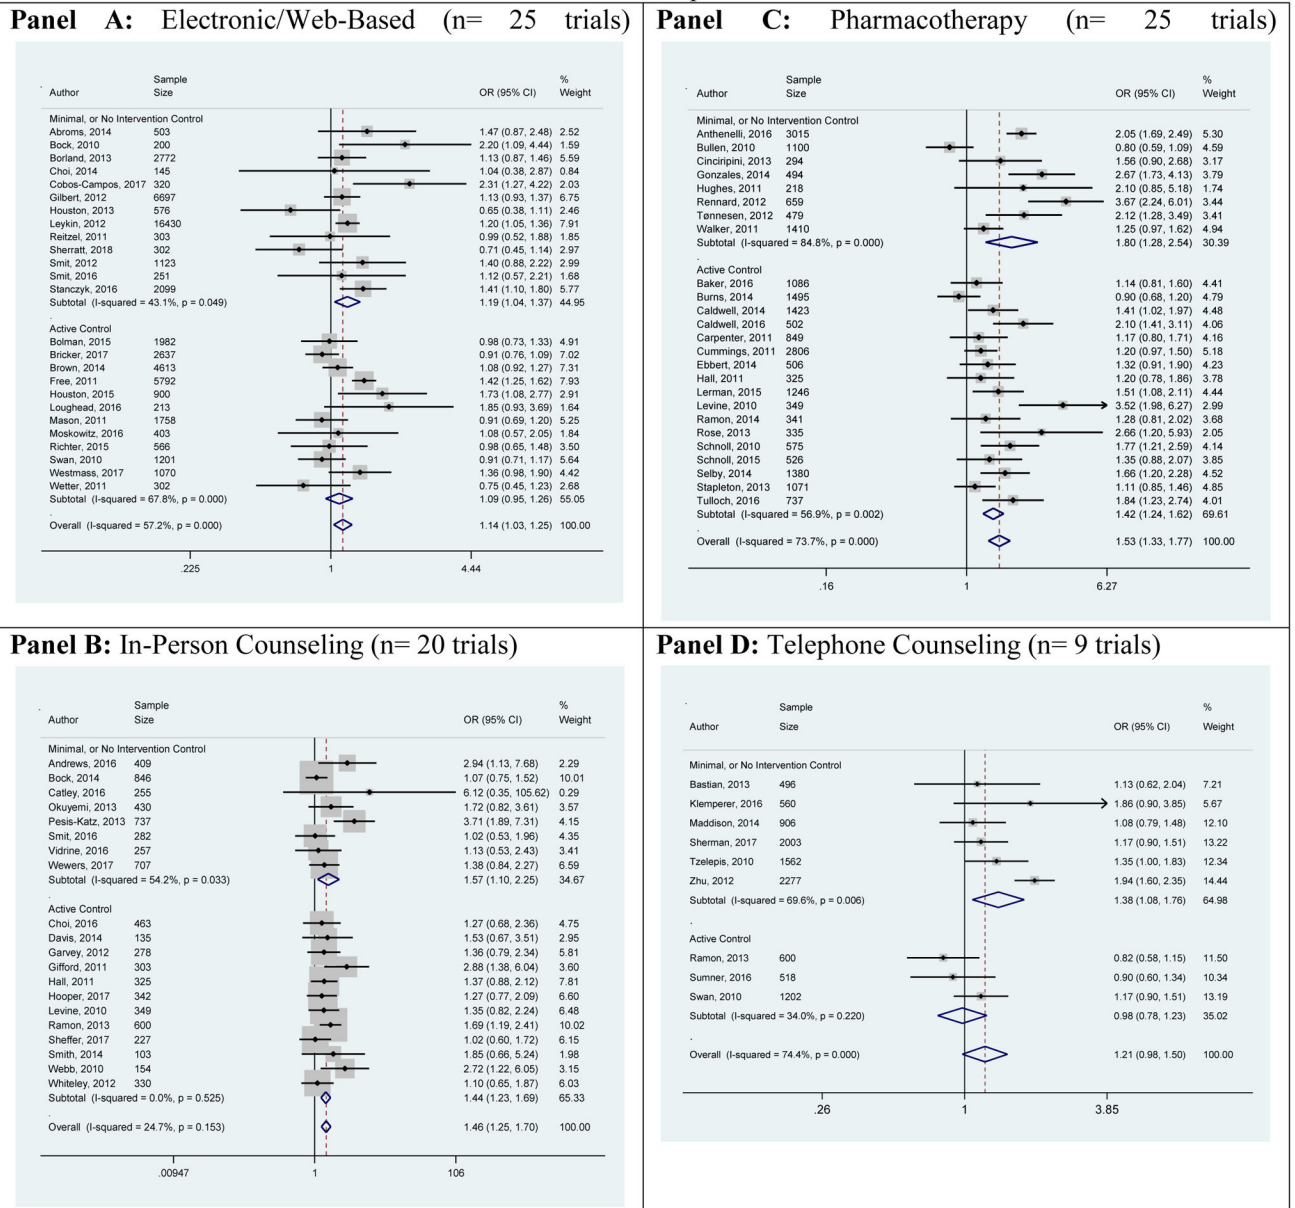 Panel A: Electronic/Web-Based (n= 25 trials)
Sample %
Author Size OR (95% CI) Weight
Minimal, or No Intervention Control
Abroms, 2014 503 1.47 (0.87, 2.48) 2.52
Bock, 2010 200 2.20 (1.09, 4.44) 1.59
Borland, 2013 2772 1.13 (0.87, 1.46) 5.59
Choi, 2014 145 1.04 (0.38, 2.87) 0.84
Cobos-Campos, 2017 320 2.31 (1.27, 4.22) 2.03
Gilbert, 2012 6697 1.13 (0.93, 1.37) 6.75
Houston, 2013 576 0.65 (0.38, 1.11) 2.46
Leykin, 2012 16430 1.20 (1.05, 1.36) 7.91
Reitzel, 2011 303 0.99 (0.52, 1.88) 1.85
Sherratt, 2018 302 0.71 (0.45, 1.14) 2.97
Smit, 2012 1123 1.40 (0.88, 2.22) 2.99
Smit, 2016 251 1.12 (0.57, 2.21) 1.68
Stanczyk, 2016 2099 1.41 (1.10, 1.80) 5.77
Subtotal (I-squared = 43.1%, p = 0.049) 1.19 (1.04, 1.37) 44.95
.
Active Control
Bolman, 2015 1982 0.98 (0.73, 1.33) 4.91
Bricker, 2017 2637 0.91 (0.76, 1.09) 7.02
Brown, 2014 4613 1.08 (0.92, 1.27) 7.31
Free, 2011 5792 1.42 (1.25, 1.62) 7.93
Houston, 2015 900 1.73 (1.08, 2.77) 2.91
Loughead, 2016 213 1.85 (0.93, 3.69) 1.64
Mason, 2011 1758 0.91 (0.69, 1.20) 5.25
Moskowitz, 2016 403 1.08 (0.57, 2.05) 1.84
Richter, 2015 566 0.98 (0.65, 1.48) 3.50
Swan, 2010 1201 0.91 (0.71, 1.17) 5.64
Westmass, 2017 1070 1.36 (0.98, 1.90) 4.42
Wetter, 2011 302 0.75 (0.45, 1.23) 2.68
Subtotal (I-squared = 67.8%, p = 0.000) 1.09 (0.95, 1.26) 55.05
.
Overall (I-squared = 57.2%, p = 0.000) 1.14 (1.03, 1.25) 100.00
.225 1 4.44
Panel C: Pharmacotherapy (n= 25 trials)
Sample %
Author Size OR (95% CI) Weight
Minimal, or No Intervention Control
Anthenelli, 2016 3015 2.05 (1.69, 2.49) 5.30
Bullen, 2010 1100 0.80 (0.59, 1.09) 4.59
Cinciripini, 2013 294 1.56 (0.90, 2.68) 3.17
Gonzales, 2014 494 2.67 (1.73, 4.13) 3.79
Hughes, 2011 218 2.10 (0.85, 5.18) 1.74
Rennard, 2012 659 3.67 (2.24, 6.01) 3.44
Tønnesen, 2012 479 2.12 (1.28, 3.49) 3.41
Walker, 2011 1410 1.25 (0.97, 1.62) 4.94
Subtotal (I-squared = 84.8%, p = 0.000) 1.80 (1.28, 2.54) 30.39
.
Active Control
Baker, 2016 1086 1.14 (0.81, 1.60) 4.41
Burns, 2014 1495 0.90 (0.68, 1.20) 4.79
Caldwell, 2014 1423 1.41 (1.02, 1.97) 4.48
Caldwell, 2016 502 2.10 (1.41, 3.11) 4.06
Carpenter, 2011 849 1.17 (0.80, 1.71) 4.16
Cummings, 2011 2806 1.20 (0.97, 1.50) 5.18
Ebbert, 2014 506 1.32 (0.91, 1.90) 4.23
Hall, 2011 325 1.20 (0.78, 1.86) 3.78
Lerman, 2015 1246 1.51 (1.08, 2.11) 4.44
Levine, 2010 349 3.52 (1.98, 6.27) 2.99
Ramon, 2014 341 1.28 (0.81, 2.02) 3.68
Rose, 2013 335 2.66 (1.20, 5.93) 2.05
Schnoll, 2010 575 1.77 (1.21, 2.59) 4.14
Schnoll, 2015 526 1.35 (0.88, 2.07) 3.85
Selby, 2014 1380 1.66 (1.20, 2.28) 4.52
Stapleton, 2013 1071 1.11 (0.85, 1.46) 4.85
Tulloch, 2016 737 1.84 (1.23, 2.74) 4.01
Subtotal (I-squared = 56.9%, p = 0.002) 1.42 (1.24, 1.62) 69.61
.
Overall (I-squared = 73.7%, p = 0.000) 1.53 (1.33, 1.77) 100.00
.16 1 6.27
Panel B: In-Person Counseling (n= 20 trials)
Sample %
Author Size OR (95% CI) Weight
Minimal, or No Intervention Control
Andrews, 2016 409 2.94 (1.13, 7.68) 2.29
Bock, 2014 846 1.07 (0.75, 1.52) 10.01
Catley, 2016 255 6.12 (0.35, 105.62) 0.29
Okuyemi, 2013 430 1.72 (0.82, 3.61) 3.57
Pesis-Katz, 2013 737 3.71 (1.89, 7.31) 4.15
Smit, 2016 282 1.02 (0.53, 1.96) 4.35
Vidrine, 2016 257 1.13 (0.53, 2.43) 3.41
Wewers, 2017 707 1.38 (0.84, 2.27) 6.59
Subtotal (I-squared = 54.2%, p = 0.033) 1.57 (1.10, 2.25) 34.67
.
Active Control
Choi, 2016 463 1.27 (0.68, 2.36) 4.75
Davis, 2014 135 1.53 (0.67, 3.51) 2.95
Garvey, 2012 278 1.36 (0.79, 2.34) 5.81
Gifford, 2011 303 2.88 (1.38, 6.04) 3.60
Hall, 2011 325 1.37 (0.88, 2.12) 7.81
Hooper, 2017 342 1.27 (0.77, 2.09) 6.60
Levine, 2010 349 1.35 (0.82, 2.24) 6.48
Ramon, 2013 600 1.69 (1.19, 2.41) 10.02
Sheffer, 2017 227 1.02 (0.60, 1.72) 6.15
Smith, 2014 103 1.85 (0.66, 5.24) 1.98
Webb, 2010 154 2.72 (1.22, 6.05) 3.15
Whiteley, 2012 330 1.10 (0.65, 1.87) 6.03
Subtotal (I-squared = 0.0%, p = 0.525) 1.44 (1.23, 1.69) 65.33
.
Overall (I-squared = 24.7%, p = 0.153) 1.46 (1.25, 1.70) 100.00
.00947 1 106
Panel D: Telephone Counseling (n= 9 trials)
Sample %
Author Size OR (95% CI) Weight
Minimal, or No Intervention Control
Bastian, 2013 496 1.13 (0.62, 2.04) 7.21
Klemperer, 2016 560 1.86 (0.90, 3.85) 5.67
Maddison, 2014 906 1.08 (0.79, 1.48) 12.10
Sherman, 2017 2003 1.17 (0.90, 1.51) 13.22
Tzelepis, 2010 1562 1.35 (1.00, 1.83) 12.34
Zhu, 2012 2277 1.94 (1.60, 2.35) 14.44
Subtotal (I-squared = 69.6%, p = 0.006) 1.38 (1.08, 1.76) 64.98
.
Active Control
Ramon, 2013 600 0.82 (0.58, 1.15) 11.50
Sumner, 2016 518 0.90 (0.60, 1.34) 10.34
Swan, 2010 1202 1.17 (0.90, 1.51) 13.19
Subtotal (I-squared = 34.0%, p = 0.220) 0.98 (0.78, 1.23) 35.02
.
Overall (I-squared = 74.4%, p = 0.000) 1.21 (0.98, 1.50) 100.00
.26 1 3.85